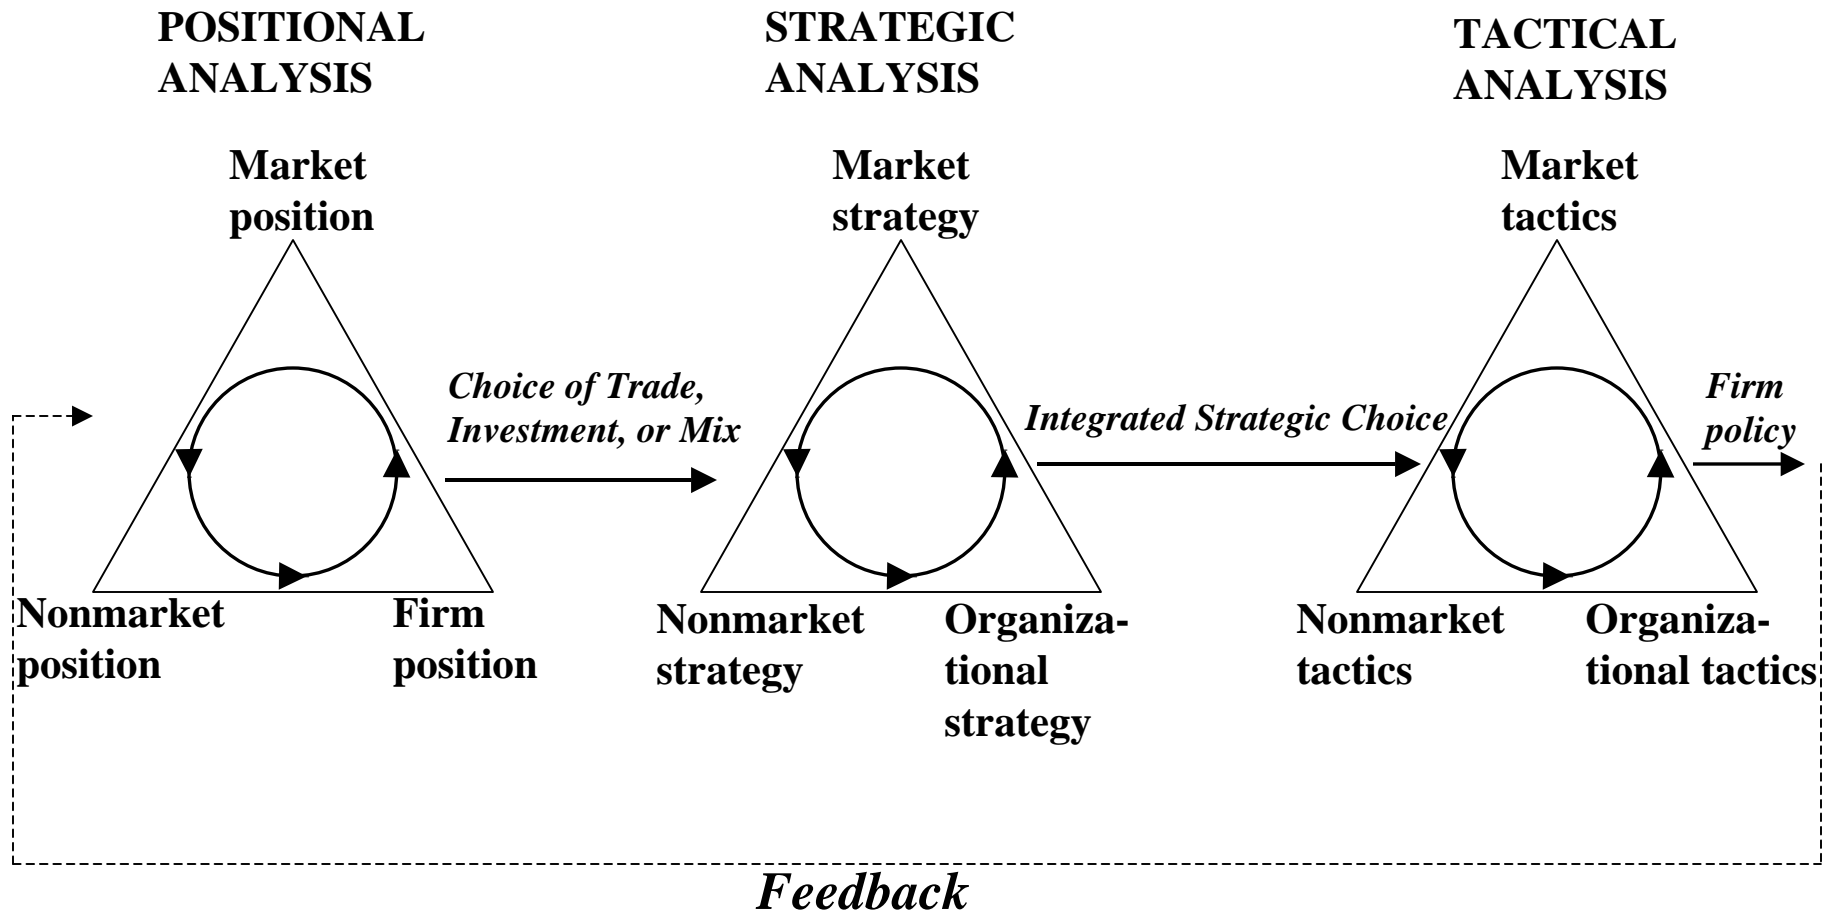 POSITIONAL
ANALYSIS
STRATEGIC
ANALYSIS
TACTICAL
ANALYSIS
Market
position
Market
strategy
Market
tactics
Choice of Trade,
Investment, or Mix
Integrated Strategic Choice
Firm
policy
Nonmarket
position
Firm
position
Nonmarket
strategy
Organiza-
tional
strategy
Nonmarket
tactics
Organiza-
tional tactics
Feedback